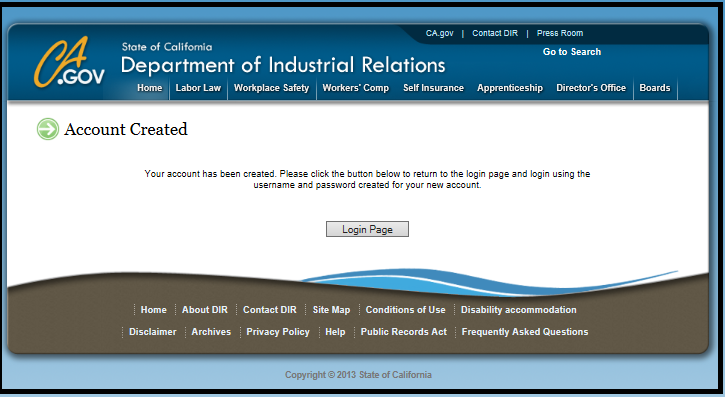 CA.gov | Contact DIR | Press Room
CA
.GOV
State of California
Go to Search
Department of Industrial Relations
Home Labor Law Workplace Safety Workers' Comp Self Insurance Apprenticeship Director's Office Boards
Account Created
Your account has been created. Please click the button below to return to the login page and login using the
username and password created for your new account.
Login Page
Home About DIR Contact DIR Site Map Conditions of Use Disability accommodation
Disclaimer Archives Privacy Policy Help Public Records Act Frequently Asked Questions
Copyright © 2013 State of California